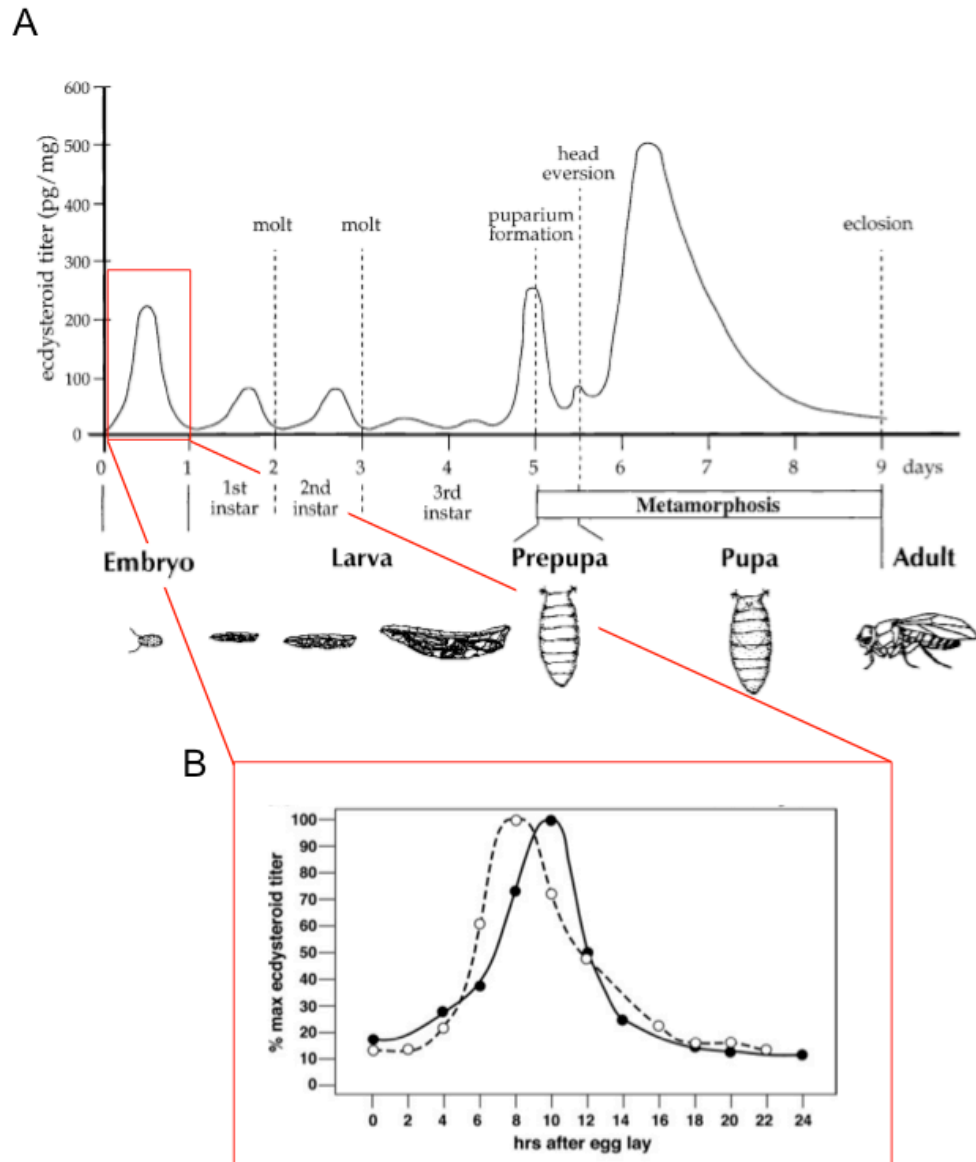 A
ecdysteroid titer (pg/mg)
600
500
400
300
200
100
0
molt
molt
puparium
formation
head
eversion
eclosion
0 1 2 3 4 5 6 7 8 9 days
1st
instar
2nd
instar
3rd
instar
Metamorphosis
Embryo Larva Prepupa Pupa Adult
B
% max ecdysteroid titer
100
90
80
70
60
50
40
30
20
10
0
0 2 4 6 8 10 12 14 16 18 20 22 24
hrs after egg lay